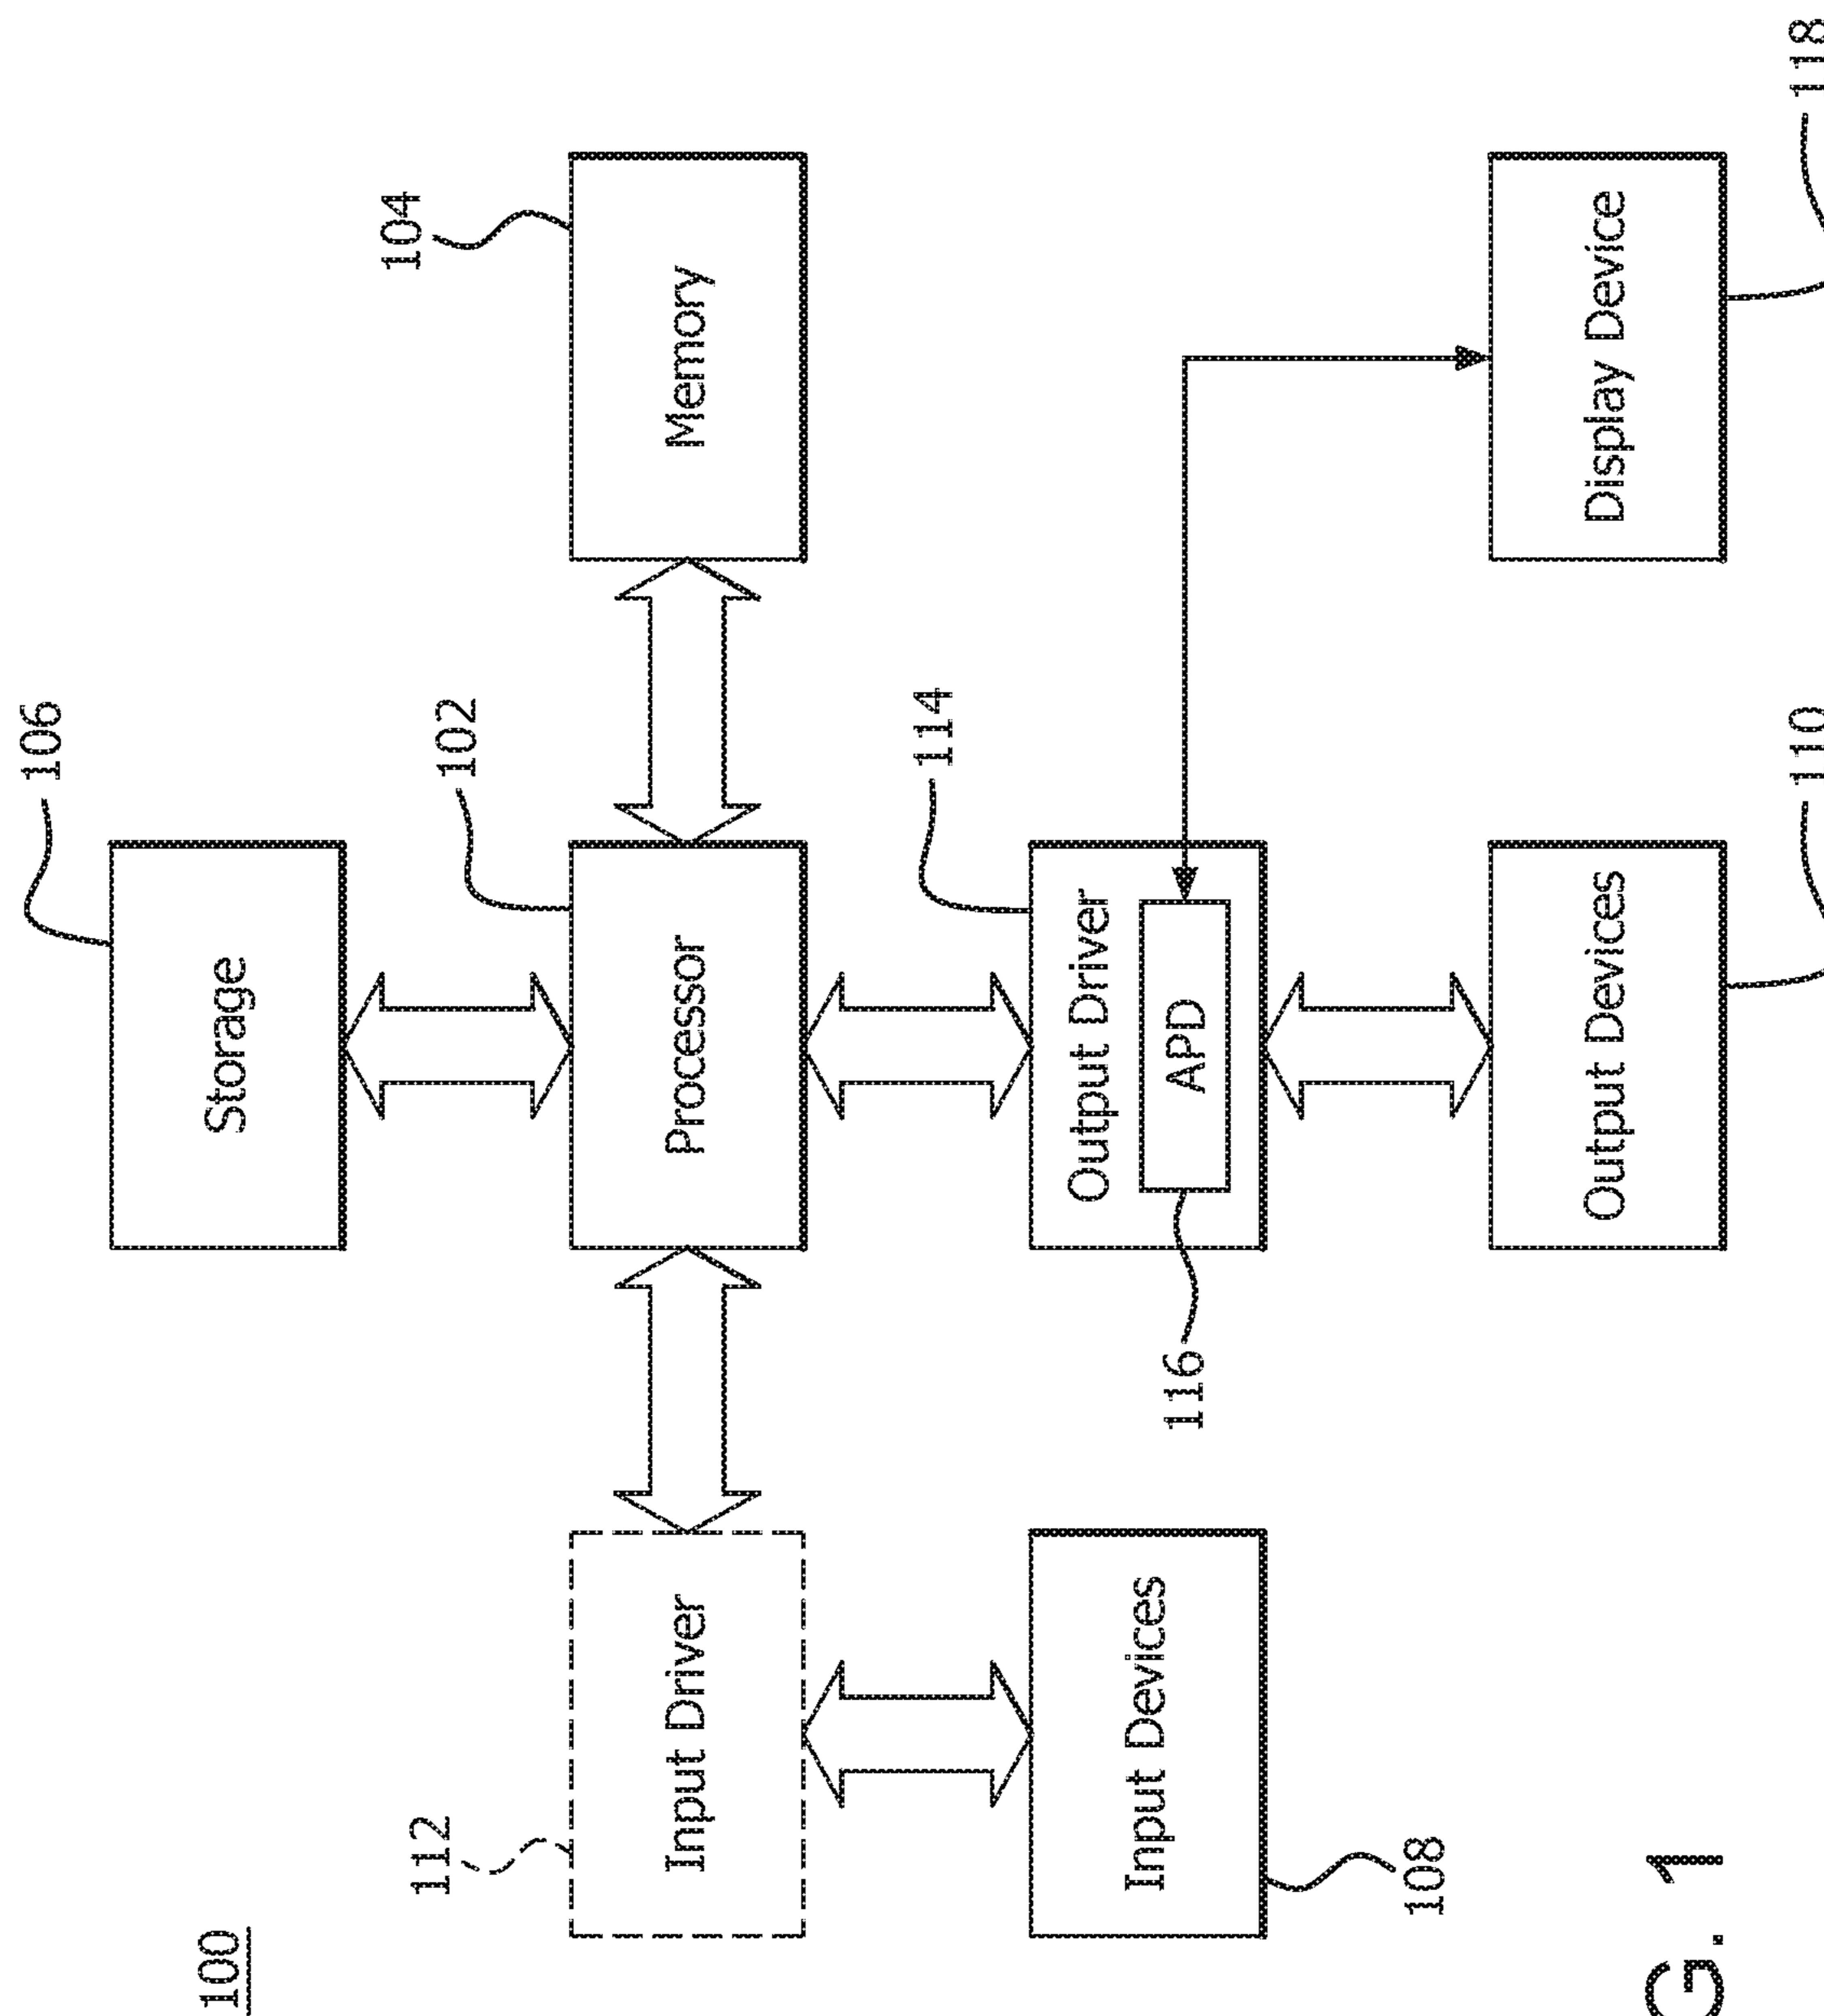 100
106
Storage
112
102
104
Input Driver
Processor
Memory
114
Output Driver
APD
116
Input Devices
108
Output Devices
110
Display Device
118
G. 1